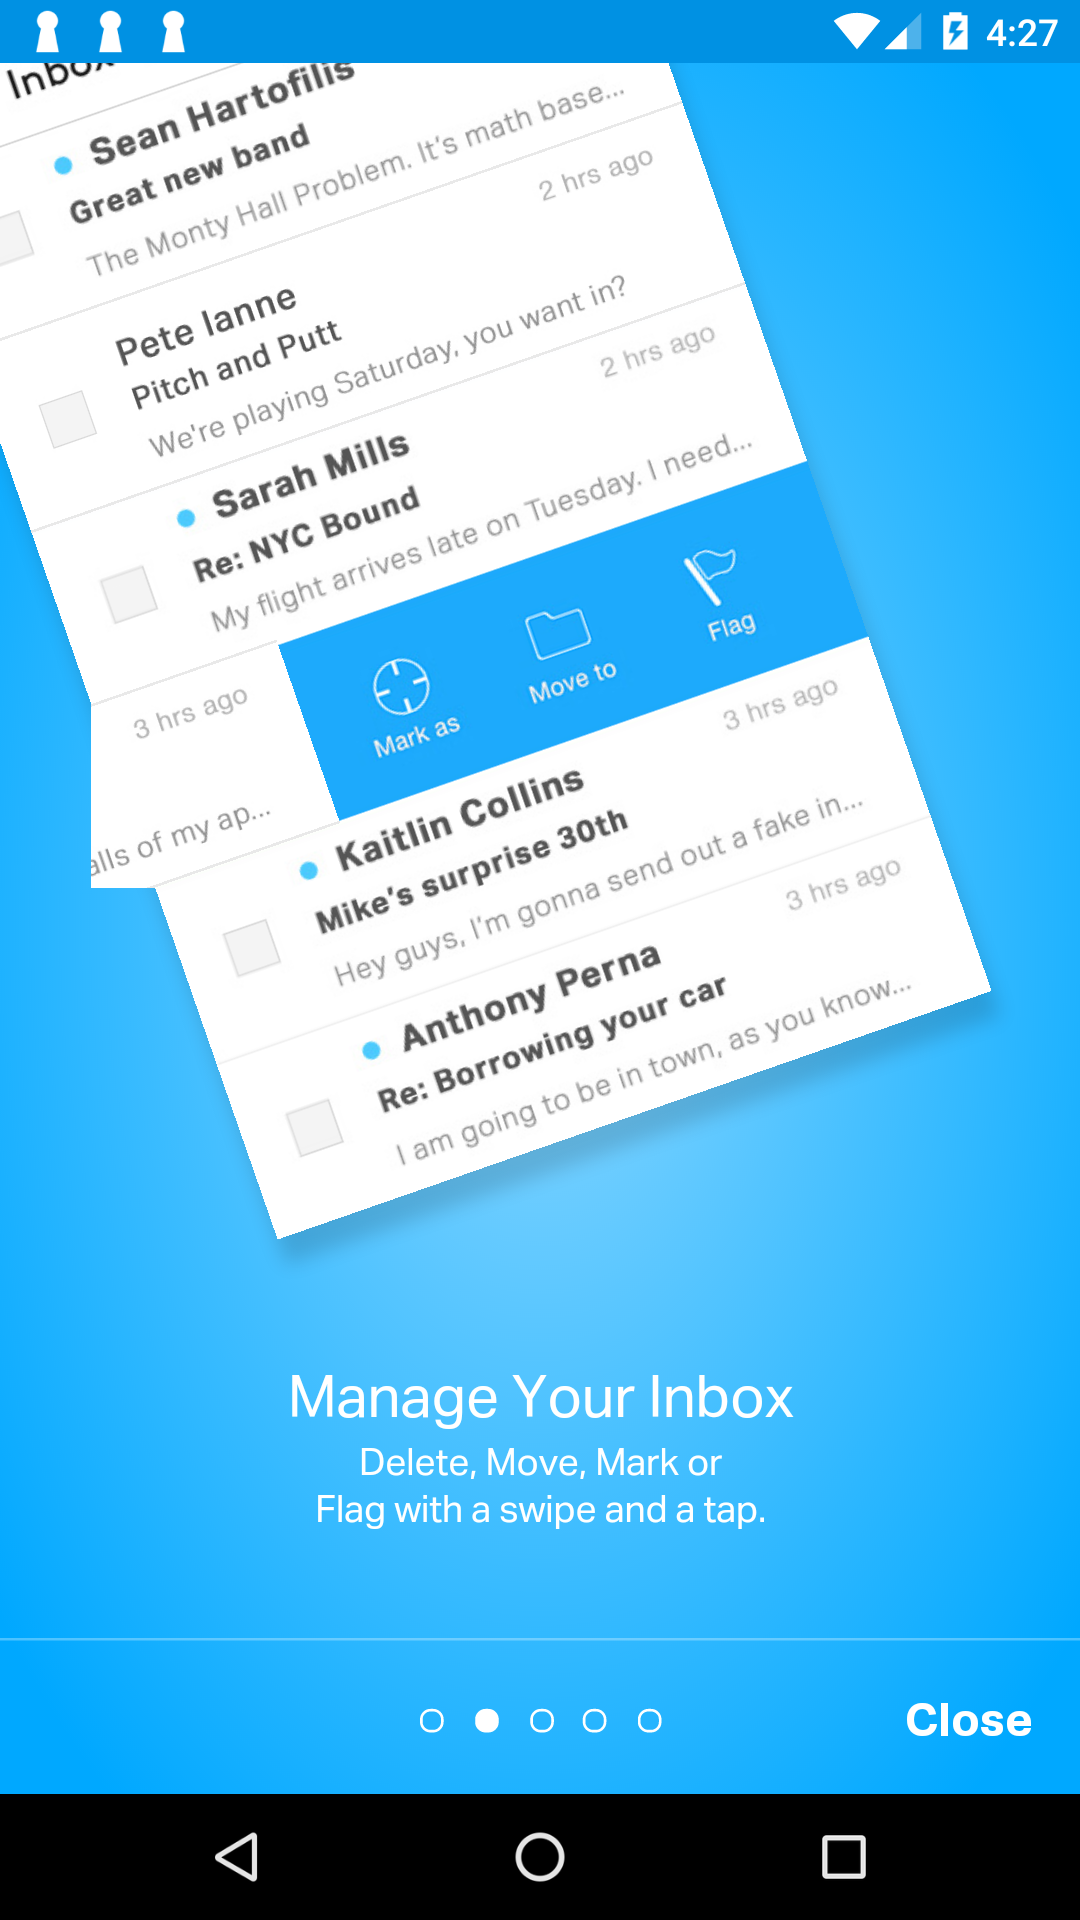 4:27
Inbox
Sean Hartofilis
Great new band
The Monty Hall Problem. It's math base...
2 hrs ago
Pete Ianne
Pitch and Putt
We're playing Saturday, you want in?
2 hrs ago
Sarah Mills
Re: NYC Bound
My flight arrives late on Tuesday. I need...
3 hrs ago
alls of my ap...
Mark as
Move to
Flag
3 hrs ago
Kaitlin Collins
Mike's surprise 30th
Hey guys, I'm gonna send out a fake in...
3 hrs ago
Anthony Perna
Re: Borrowing your car
I am going to be in town, as you know...
Manage Your Inbox
Delete, Move, Mark or
Flag with a swipe and a tap.
Close